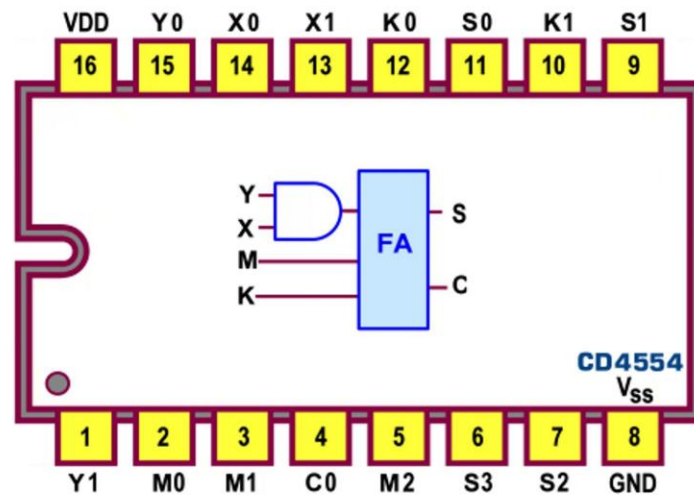 VDD Y0 X0 X1 K0 S0 K1 S1
16 15 14 13 12 11 10 9
Y
X
M
K
FA
S
C
CD4554
VSS
1 2 3 4 5 6 7 8
Y1 M0 M1 C0 M2 S3 S2 GND